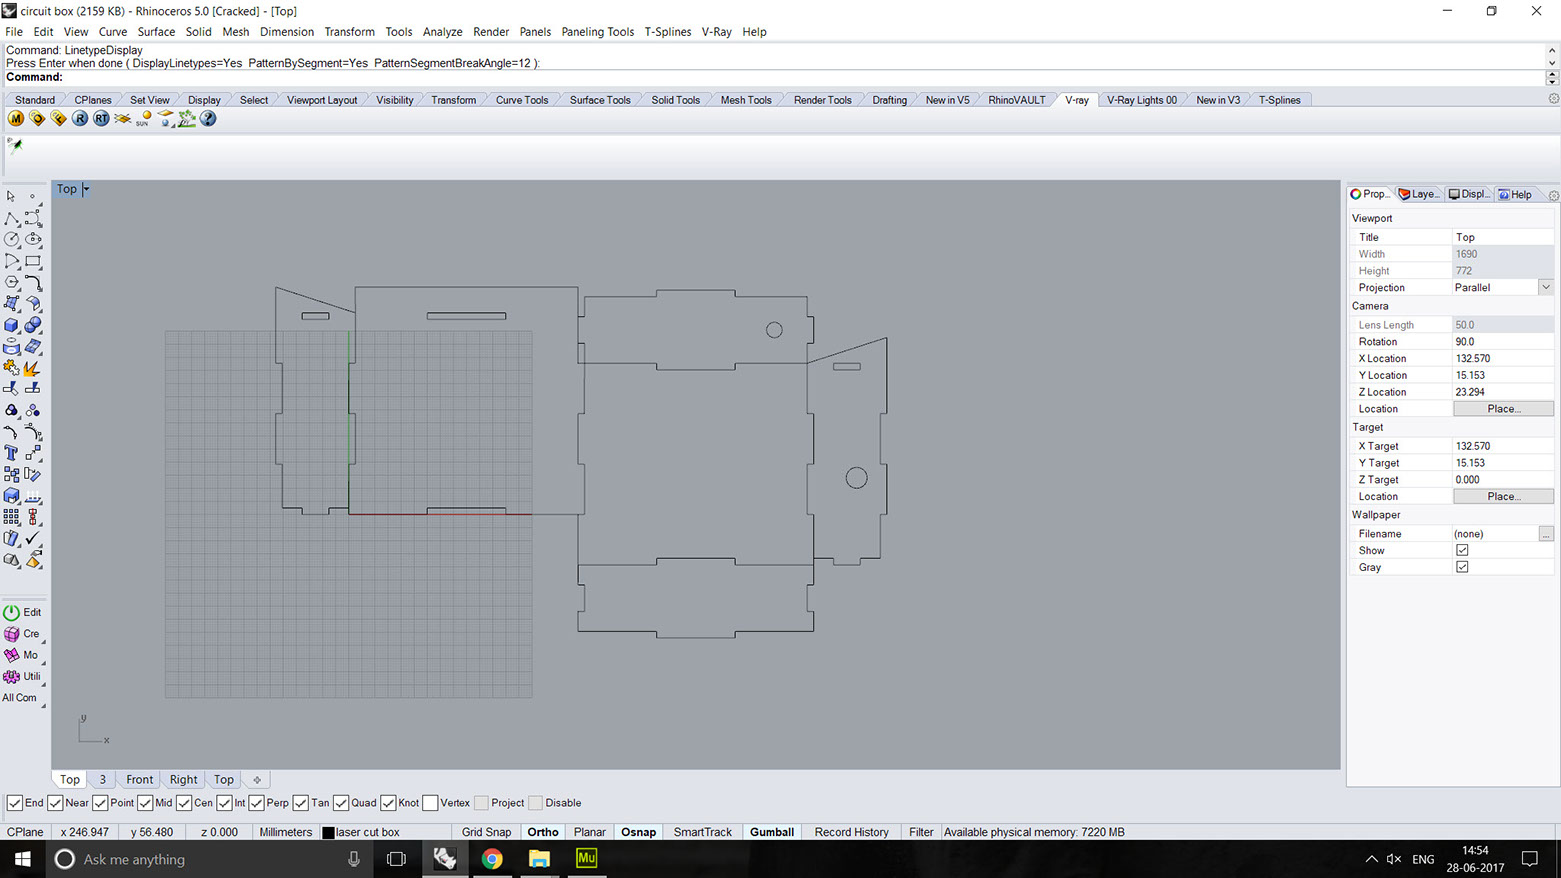 circuit box (2159 KB) - Rhinoceros 5.0 [Cracked] - [Top]
File Edit View Curve Surface Solid Mesh Dimension Transform Tools Analyze Render Panels Paneling Tools T-Splines V-Ray Help
Command: LinetypeDisplay
Press Enter when done ( DisplayLinetypes=Yes PatternBySegment=Yes PatternSegmentBreakAngle=12 ):
Command:
Standard CPlanes Set View Display Select Viewport Layout Visibility Transform Curve Tools Surface Tools Solid Tools Mesh Tools Render Tools Drafting New in V5 RhinoVAULT V-ray V-Ray Lights 00 New in V3 T-Splines
M R RT SUN ?
Top
Prop... Laye... Displ... Help
Viewport
Title Top
Width 1690
Height 772
Projection Parallel
Camera
Lens Length 50.0
Rotation 90.0
X Location 132.570
Y Location 15.153
Z Location 23.294
Location Place...
Target
X Target 132.570
Y Target 15.153
Z Target 0.000
Location Place...
Wallpaper
Filename (none) ...
Show
Gray
Edit
Cre
Mo
Utili
All Com
y
x
Top 3 Front Right Top
End Near Point Mid Cen Int Perp Tan Quad Knot Vertex Project Disable
CPlane x 246.947 y 56.480 z 0.000 Millimeters laser cut box Grid Snap Ortho Planar Osnap SmartTrack Gumball Record History Filter Available physical memory: 7220 MB
Ask me anything Mu ENG 14:54
28-06-2017